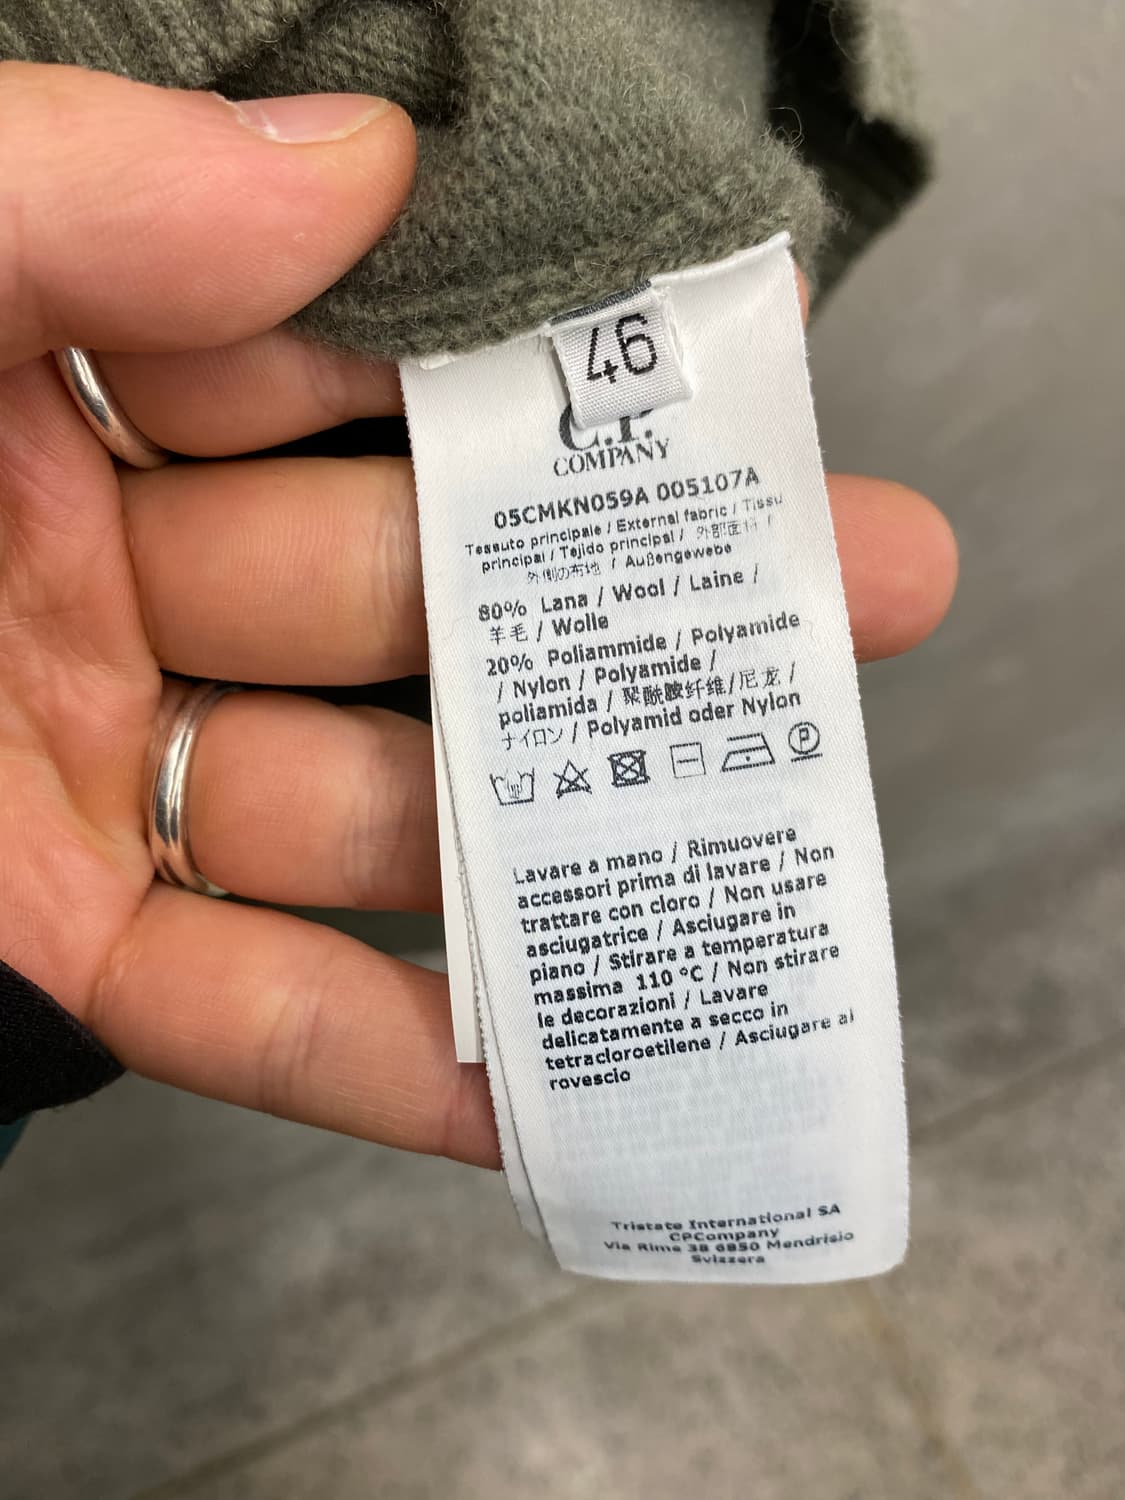 46
C.P.
COMPANY
05CMKN059A 005107A
Tessuto principale / External fabric / Tissu
principal / Tejido principal / 外部面料 /
外側の布地 / Außengewebe
80% Lana / Wool / Laine /
羊毛 / Wolle
20% Poliammide / Polyamide
/ Nylon / Polyamide /
poliamida / 聚酰胺纤维/尼龙 /
ナイロン / Polyamid oder Nylon
P
Lavare a mano / Rimuovere
accessori prima di lavare / Non
trattare con cloro / Non usare
asciugatrice / Asciugare in
piano / Stirare a temperatura
massima 110 °C / Non stirare
le decorazioni / Lavare
delicatamente a secco in
tetracloroetilene / Asciugare al
rovescio
Tristate International SA
CPCompany
Via Rime 38 6850 Mendrisio
Svizzera